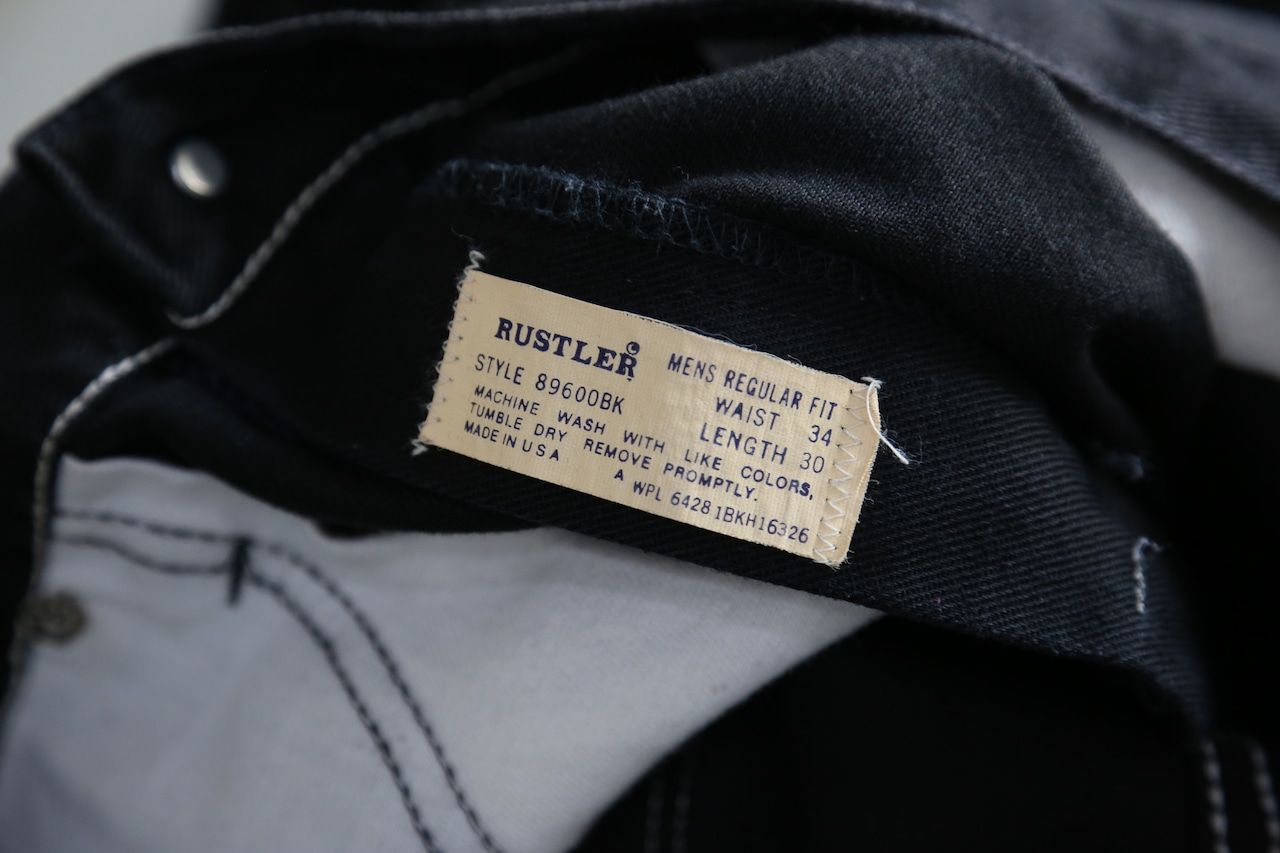 RUSTLER®
STYLE 89600BK
MENS REGULAR FIT
WAIST 34
LENGTH 30
MACHINE WASH WITH LIKE COLORS,
TUMBLE DRY REMOVE PROMPTLY.
MADE IN USA
A WPL 6428 1BKH16326